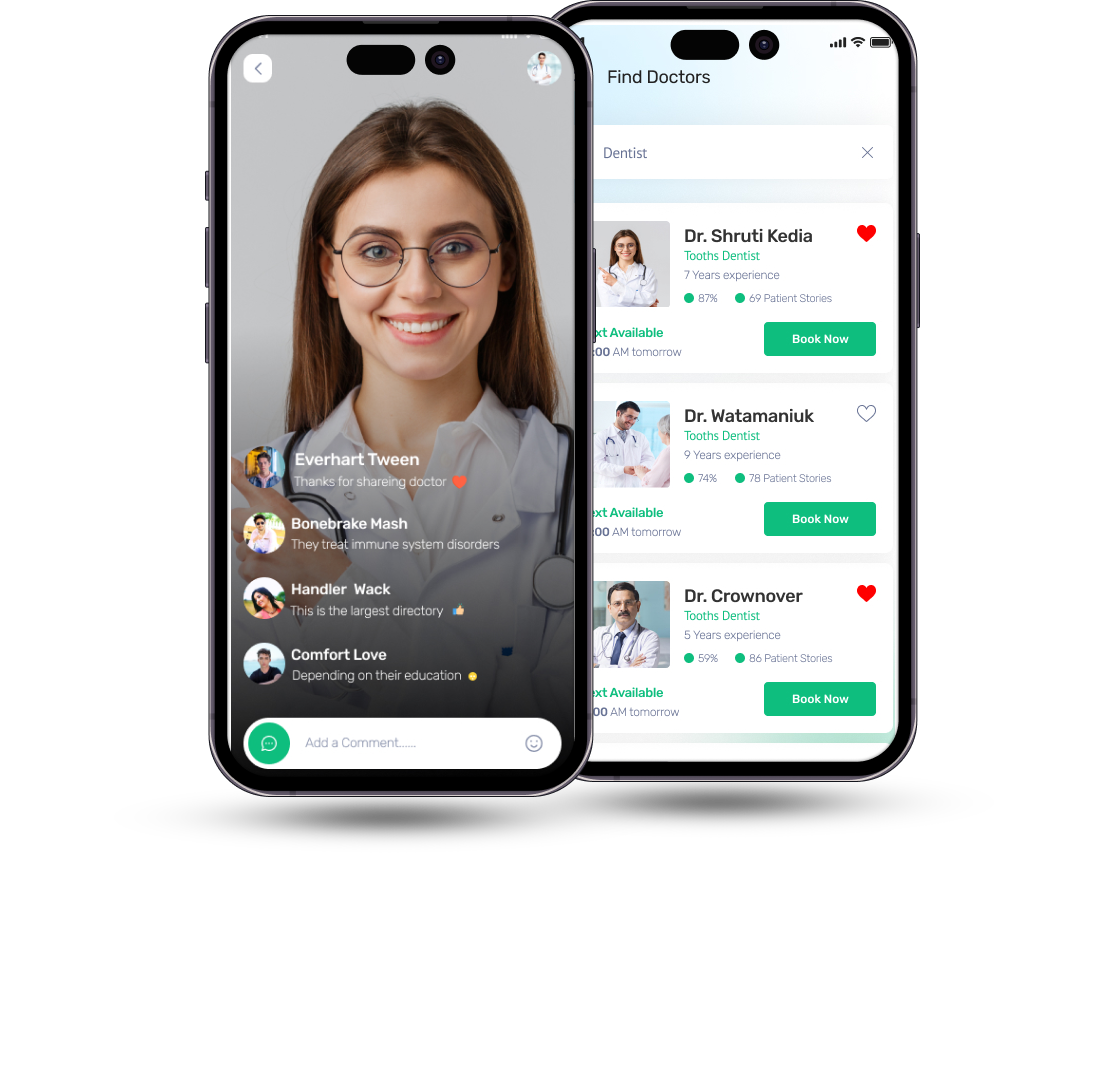 Everhart Tween
Thanks for shareing doctor
Bonebrake Mash
They treat immune system disorders
Handler Wack
This is the largest directory
Comfort Love
Depending on their education
Add a Comment......
Find Doctors
Dentist
Dr. Shruti Kedia
Tooths Dentist
7 Years experience
87% 69 Patient Stories
Available
:00 AM tomorrow
Book Now
Dr. Watamaniuk
Tooths Dentist
9 Years experience
74% 78 Patient Stories
Available
:00 AM tomorrow
Book Now
Dr. Crownover
Tooths Dentist
5 Years experience
59% 86 Patient Stories
Available
:00 AM tomorrow
Book Now